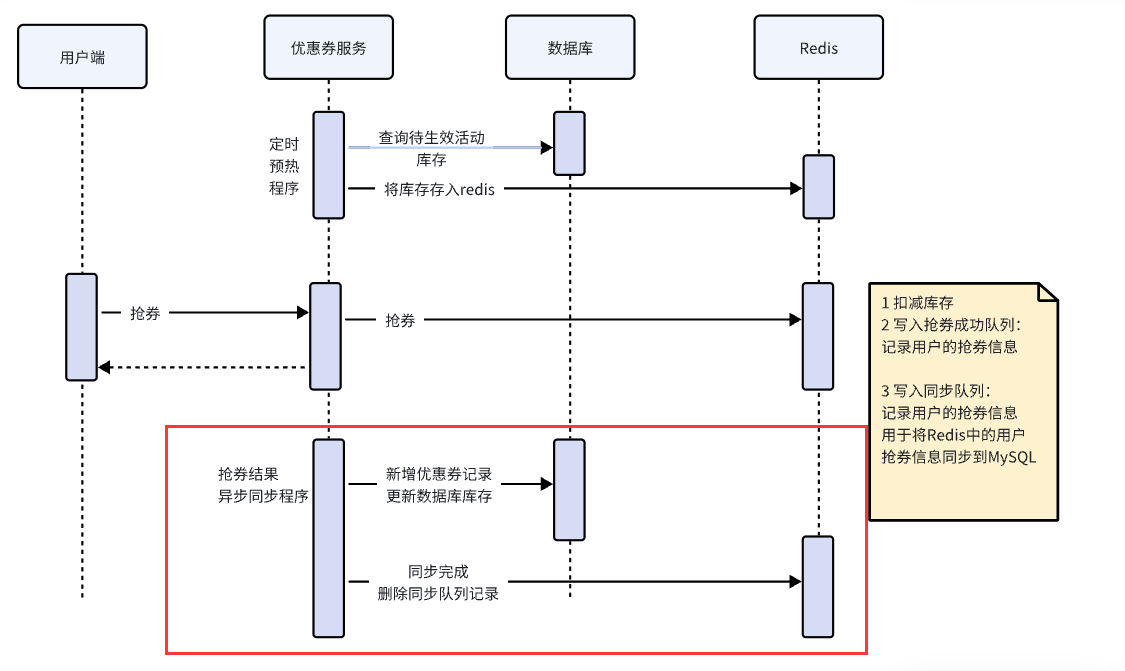 用户端
优惠券服务
数据库
Redis
定时
预热
程序
查询待生效活动
库存
将库存存入redis
抢券
抢券
1 扣减库存
2 写入抢券成功队列：
记录用户的抢券信息
3 写入同步队列：
记录用户的抢券信息
用于将Redis中的用户
抢券信息同步到MySQL
抢券结果
异步同步程序
新增优惠券记录
更新数据库库存
同步完成
删除同步队列记录